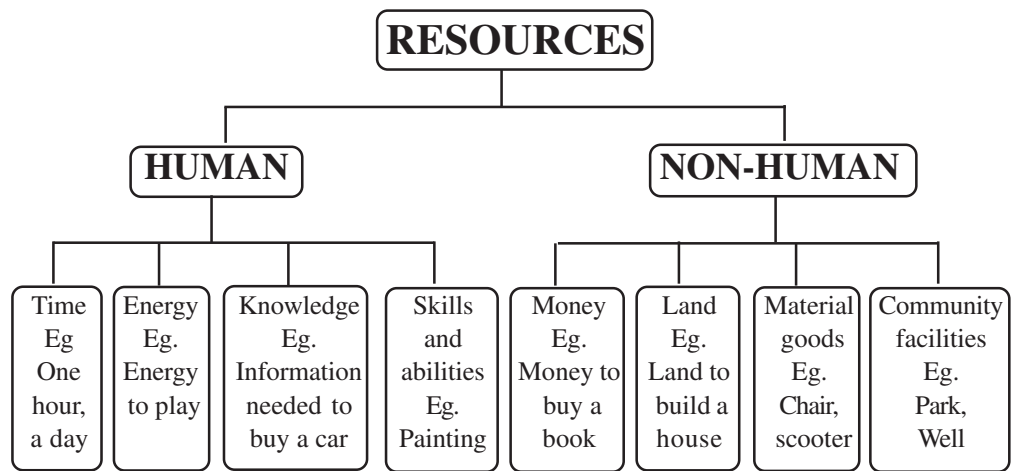 RESOURCES
HUMAN
NON-HUMAN
Time
Eg
One
hour,
a day
Energy
Eg.
Energy
to play
Knowledge
Eg.
Information
needed to
buy a car
Skills
and
abilities
Eg.
Painting
Money
Eg.
Money to
buy a
book
Land
Eg.
Land to
build a
house
Material
goods
Eg.
Chair,
scooter
Community
facilities
Eg.
Park,
Well